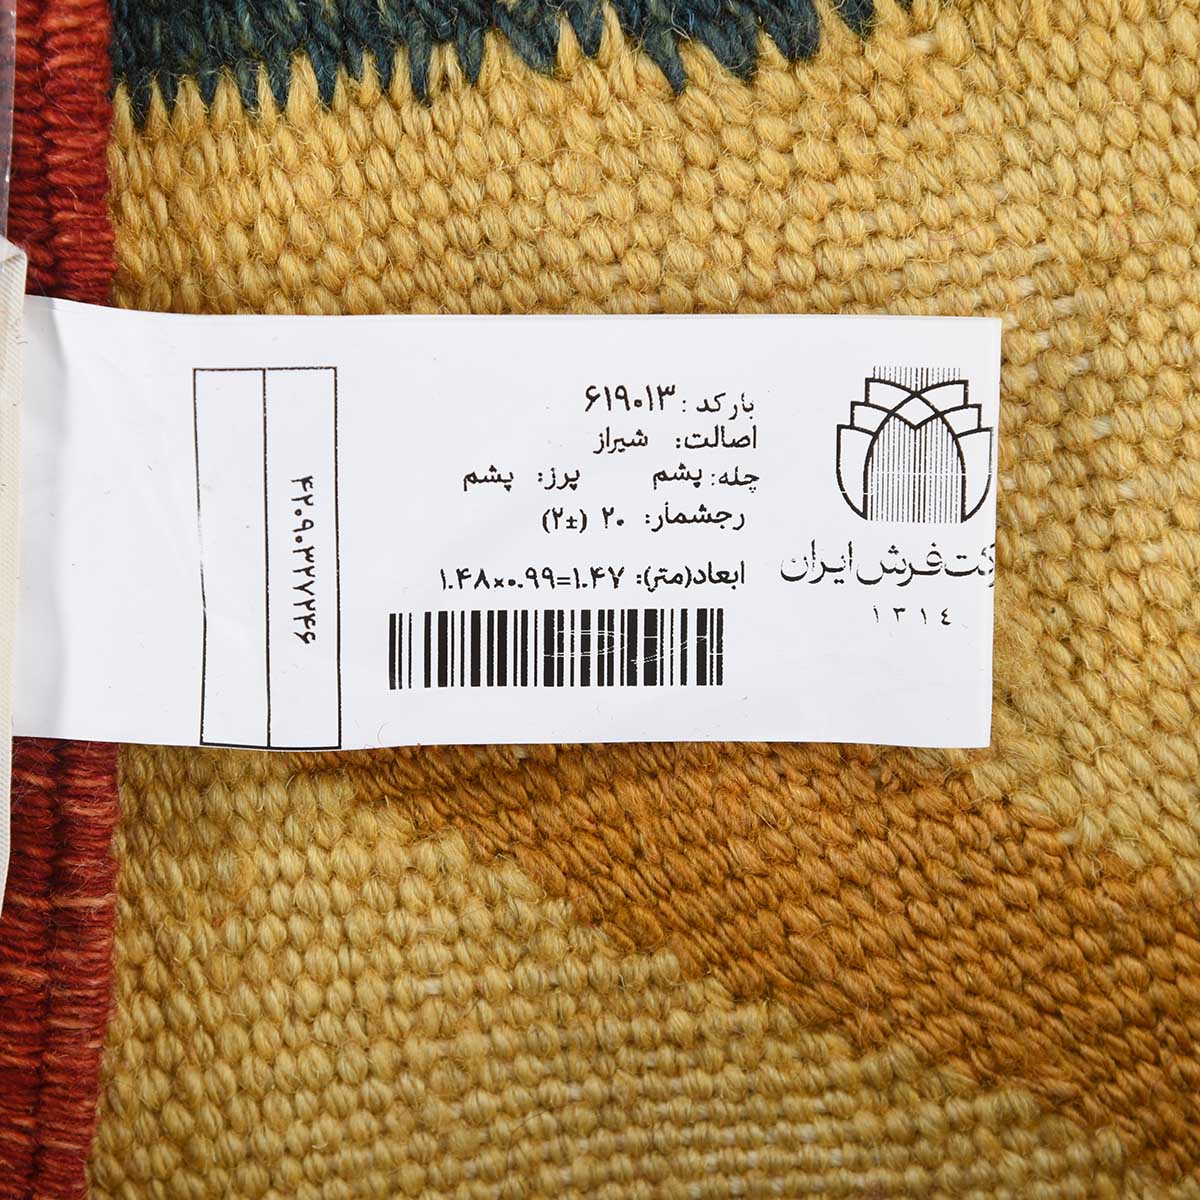 بارکد: ۶۱۹۰۱۳
اصالت: شیراز
چله: پشم پرز: پشم
رجشمار: ۲۰ (±۲)
ابعاد(متر): ۱.۴۸×۰.۹۹=۱.۴۷
فرش ایران
۱۳۱٤
۴۲۰۹۰۳۲۷۲۴۶